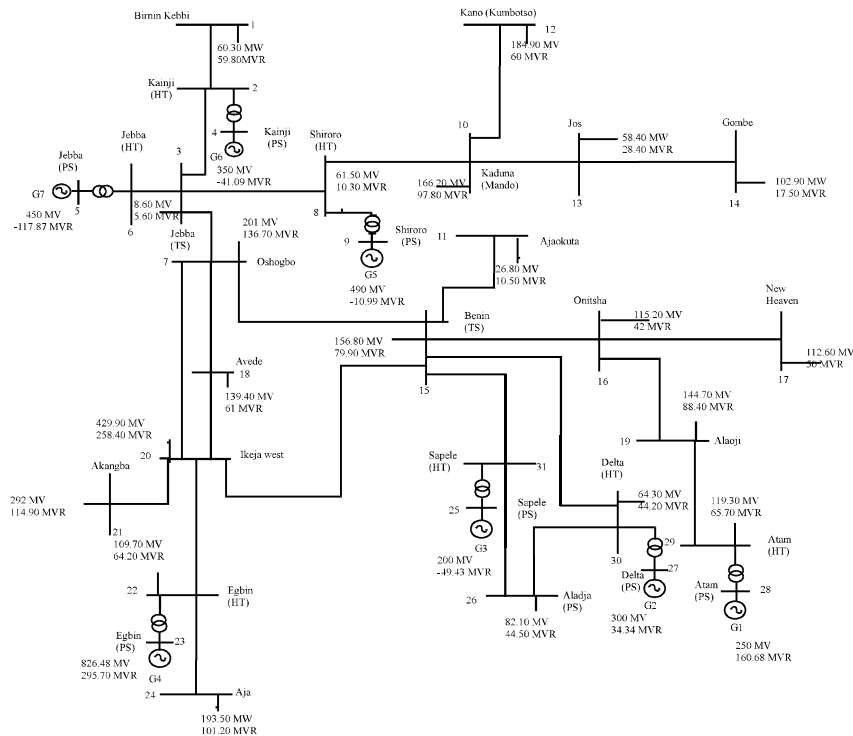 Birnin Kebbi
1
60.30 MW
59.80MVR
Kainji
(HT)
2
4
G6
Kainji
(PS)
350 MV
-41.09 MVR
Kano (Kumbotso)
12
184.90 MV
60 MVR
Jebba
(PS)
G7
5
450 MV
-117.87 MVR
Jebba
(HT)
6
3
8.60 MV
5.60 MVR
Jebba
(TS)
Shiroro
(HT)
8
61.50 MV
10.30 MVR
9
Shiroro
(PS)
G5
490 MV
-10.99 MVR
10
166.20 MV
97.80 MVR
Kaduna
(Mando)
Jos
58.40 MW
28.40 MVR
13
Gombe
102.90 MW
17.50 MVR
14
201 MV
136.70 MVR
7
Oshogbo
11
Ajaokuta
26.80 MV
10.50 MVR
Benin
(TS)
156.80 MV
79.90 MVR
15
Onitsha
115.20 MV
42 MVR
16
New
Heaven
112.60 MV
50 MVR
17
Avede
18
139.40 MV
61 MVR
144.70 MV
88.40 MVR
19
Alaoji
429.90 MV
258.40 MVR
20
Ikeja west
Akangba
292 MV
114.90 MVR
21
109.70 MV
64.20 MVR
Sapele
(HT)
31
25
Sapele
(PS)
G3
200 MV
-49.43 MVR
Delta
(HT)
64.30 MV
44.20 MVR
30
29
27
Delta
(PS)
G2
300 MV
34.34 MVR
119.30 MV
65.70 MVR
Atam
(HT)
Atam
(PS)
28
G1
250 MV
160.68 MVR
26
Aladja
(PS)
82.10 MV
44.50 MVR
22
Egbin
(HT)
Egbin
(PS)
23
G4
826.48 MV
295.70 MVR
24
Aja
193.50 MW
101.20 MVR